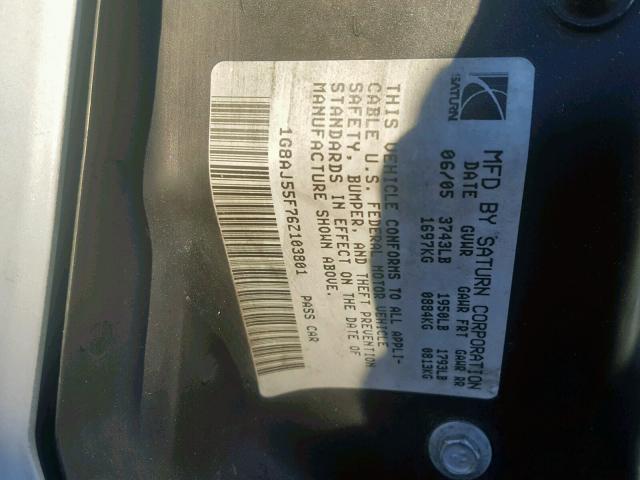 SATURN
MFD BY SATURN CORPORATION
DATE GVWR GAWR FRT GAWR RR
06/05 3743LB 1950LB 1793LB
1697KG 0884KG 0813KG
THIS VEHICLE CONFORMS TO ALL APPLI-
CABLE U.S. FEDERAL MOTOR VEHICLE
SAFETY, BUMPER, AND THEFT PREVENTION
STANDARDS IN EFFECT ON THE DATE OF
MANUFACTURE SHOWN ABOVE.
1G8AJ55F76Z103801 PASS CAR